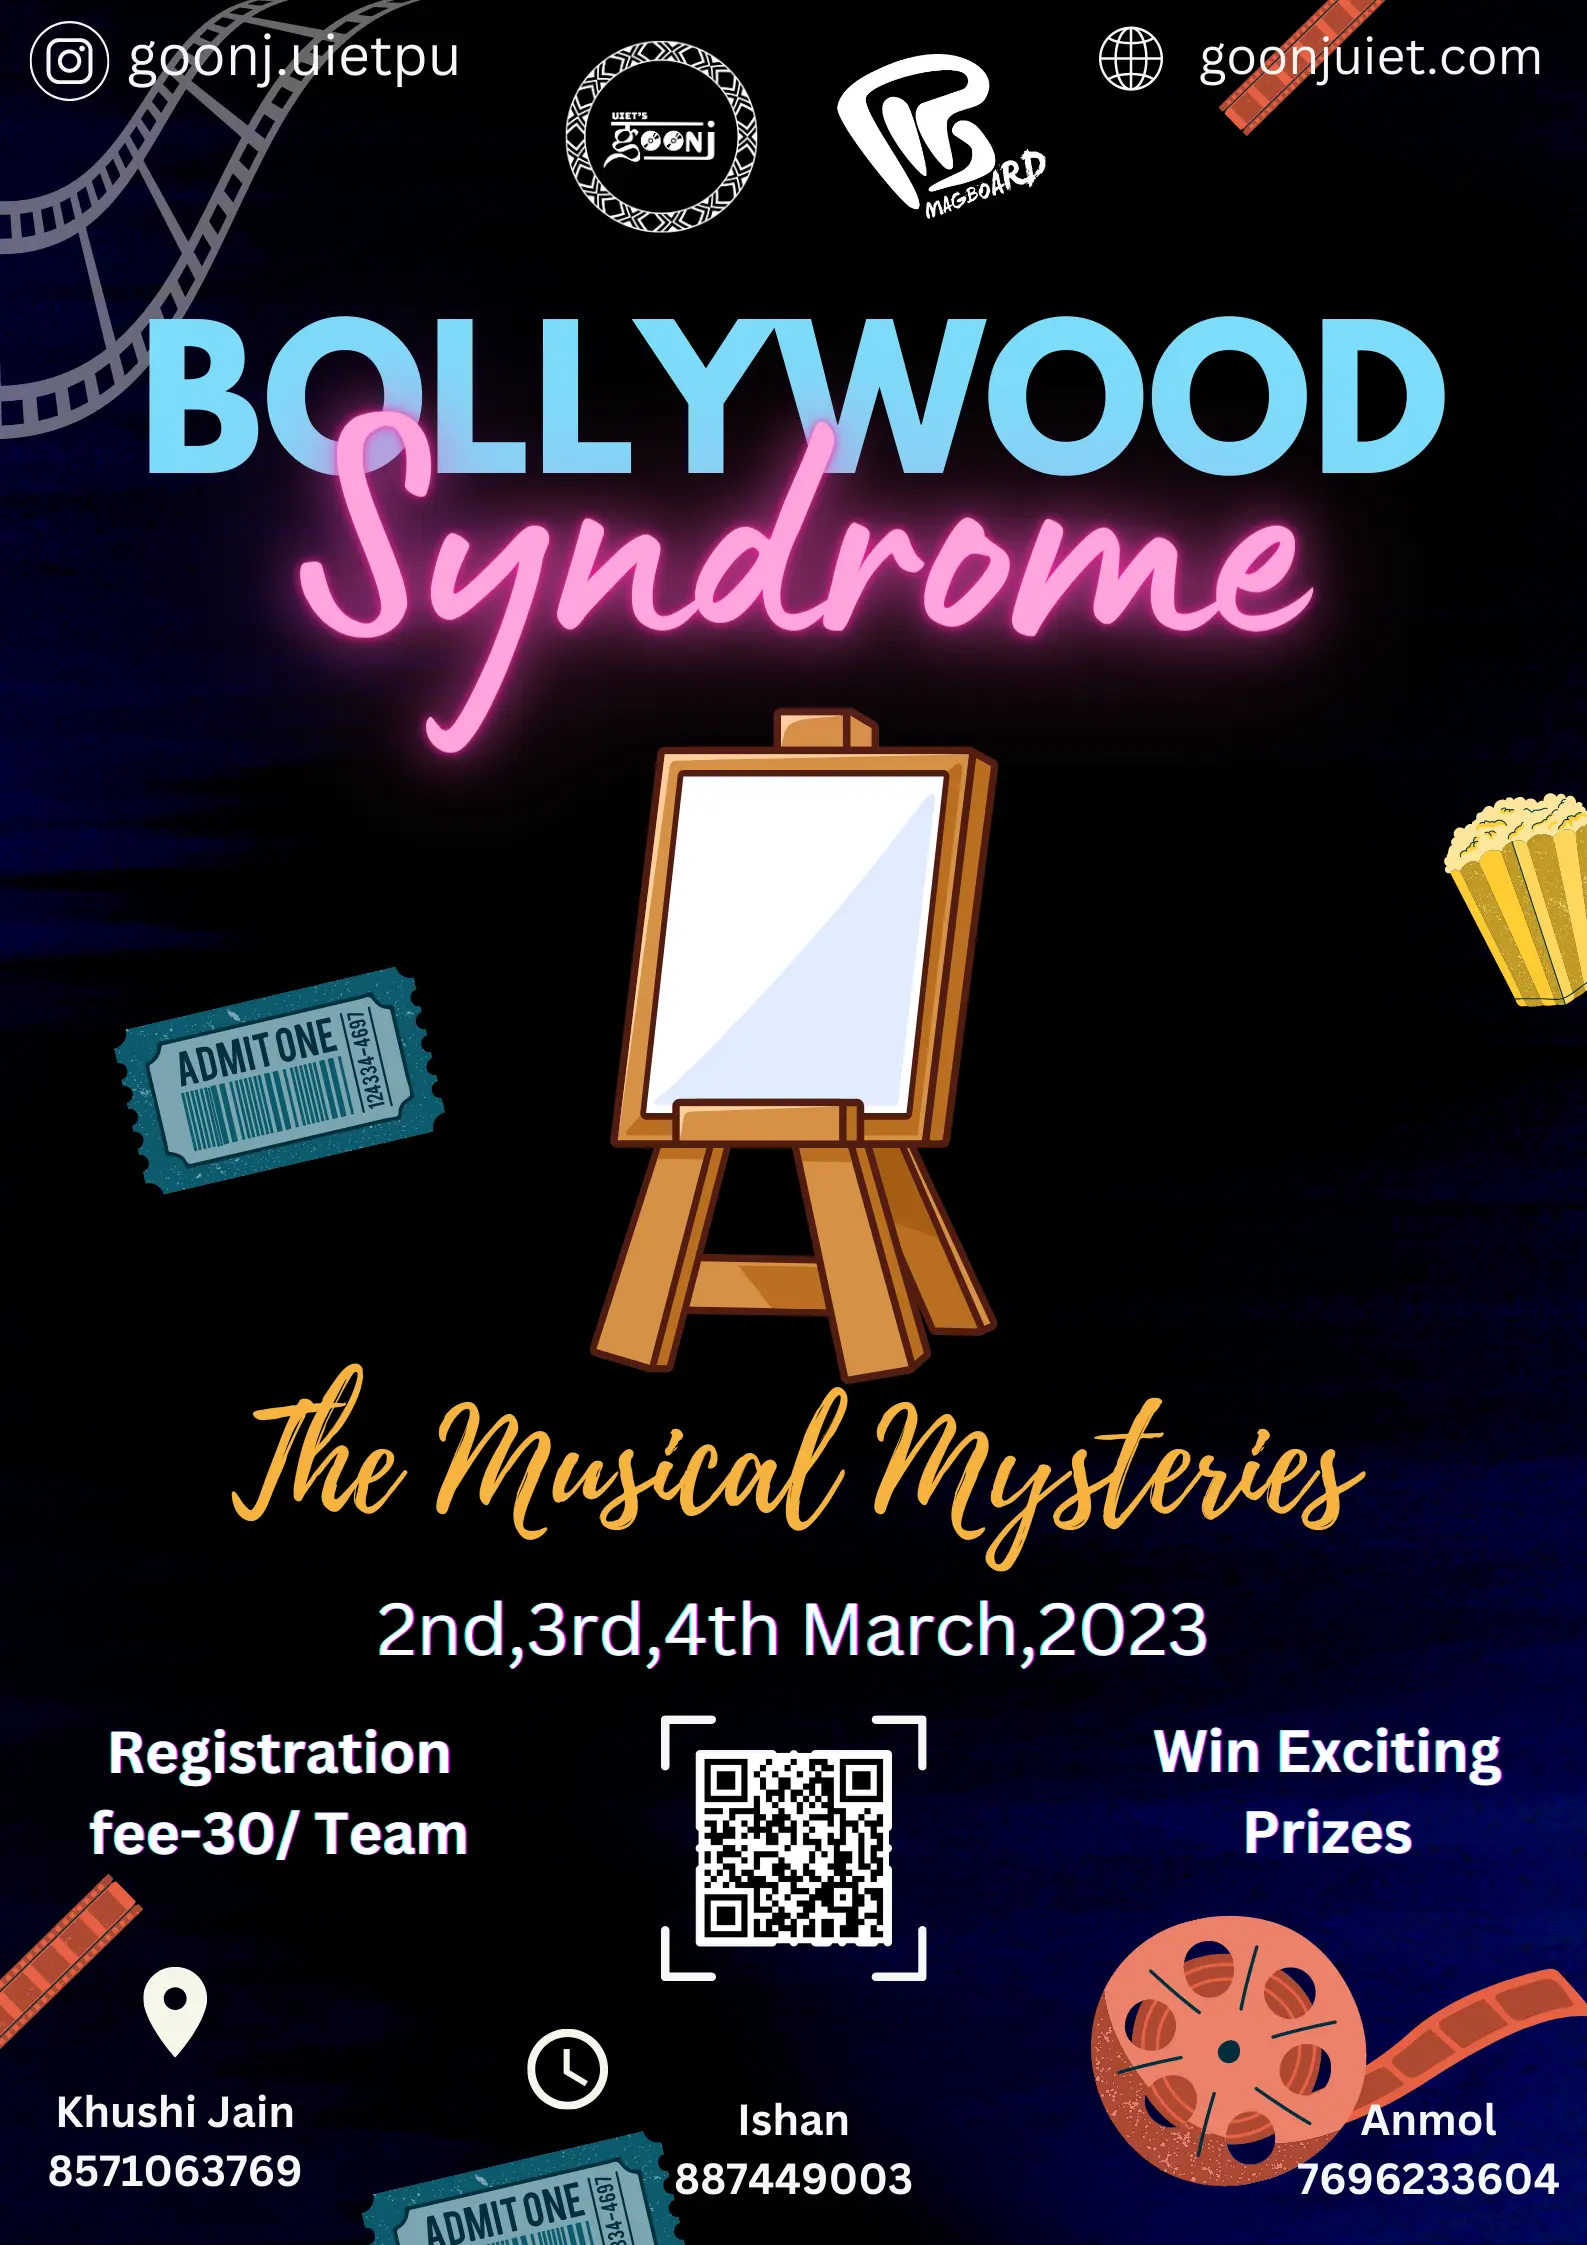 goonj.uietpu
goonjuiet.com
UIET'S
goonj
MAGBOARD
BOLLYWOOD
Syndrome
ADMIT ONE
124334-4697
The Musical Mysteries
2nd,3rd,4th March,2023
Registration
fee-30/ Team
Win Exciting
Prizes
Khushi Jain
8571063769
Ishan
887449003
Anmol
7696233604
ADMIT ONE
334-4697